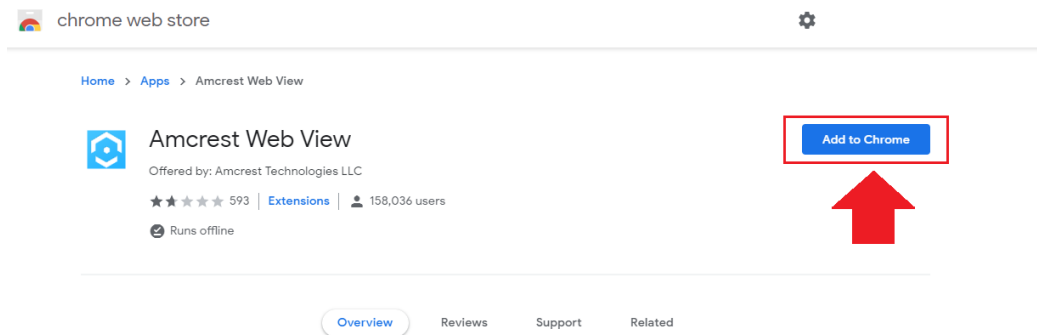 chrome web store
Home > Apps > Amcrest Web View
Amcrest Web View
Add to Chrome
Offered by: Amcrest Technologies LLC
593 | Extensions | 158,036 users
Runs offline
Overview Reviews Support Related